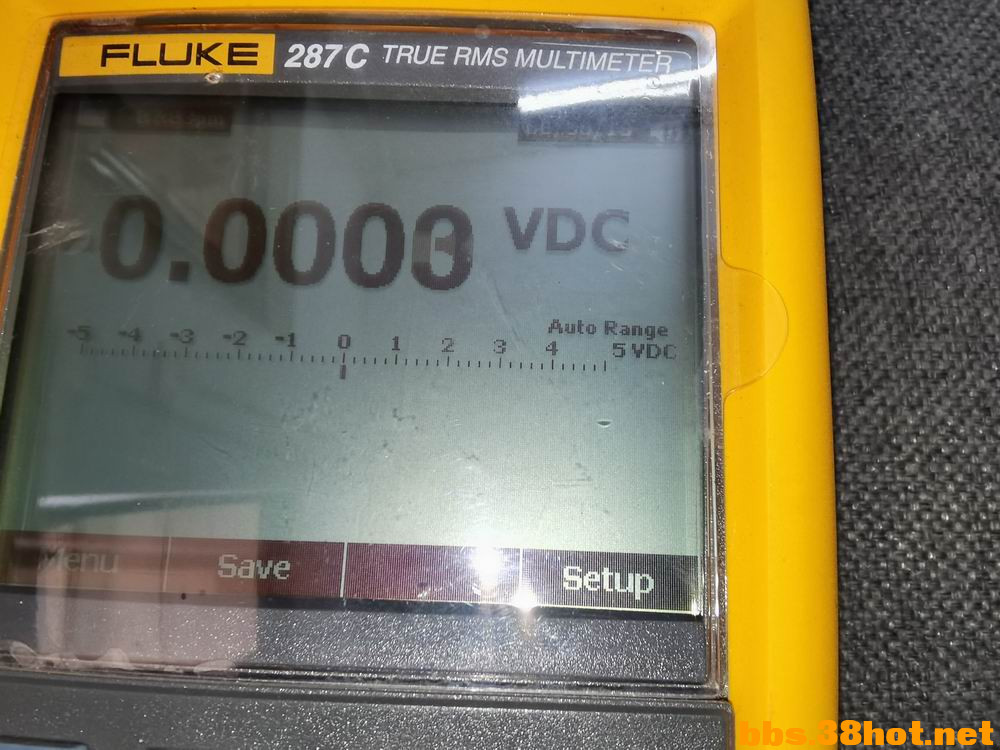 FLUKE 287C TRUE RMS MULTIMETER
0.0000 VDC
Auto Range
-5 -4 -3 -2 -1 0 1 2 3 4 5 VDC
Menu Save Setup
bbs.38hot.net